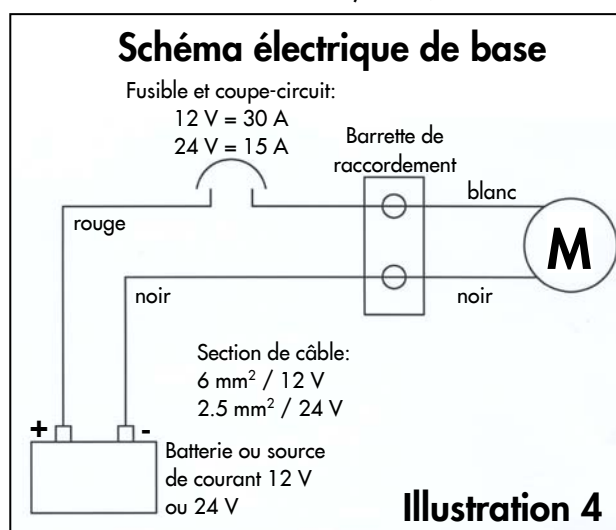 Schéma électrique de base
Fusible et coupe-circuit:
12 V = 30 A
24 V = 15 A
Barrette de
raccordement
blanc
rouge
M
noir
noir
Section de câble:
6 mm² / 12 V
2.5 mm² / 24 V
+ -
Batterie ou source
de courant 12 V
ou 24 V
Illustration 4